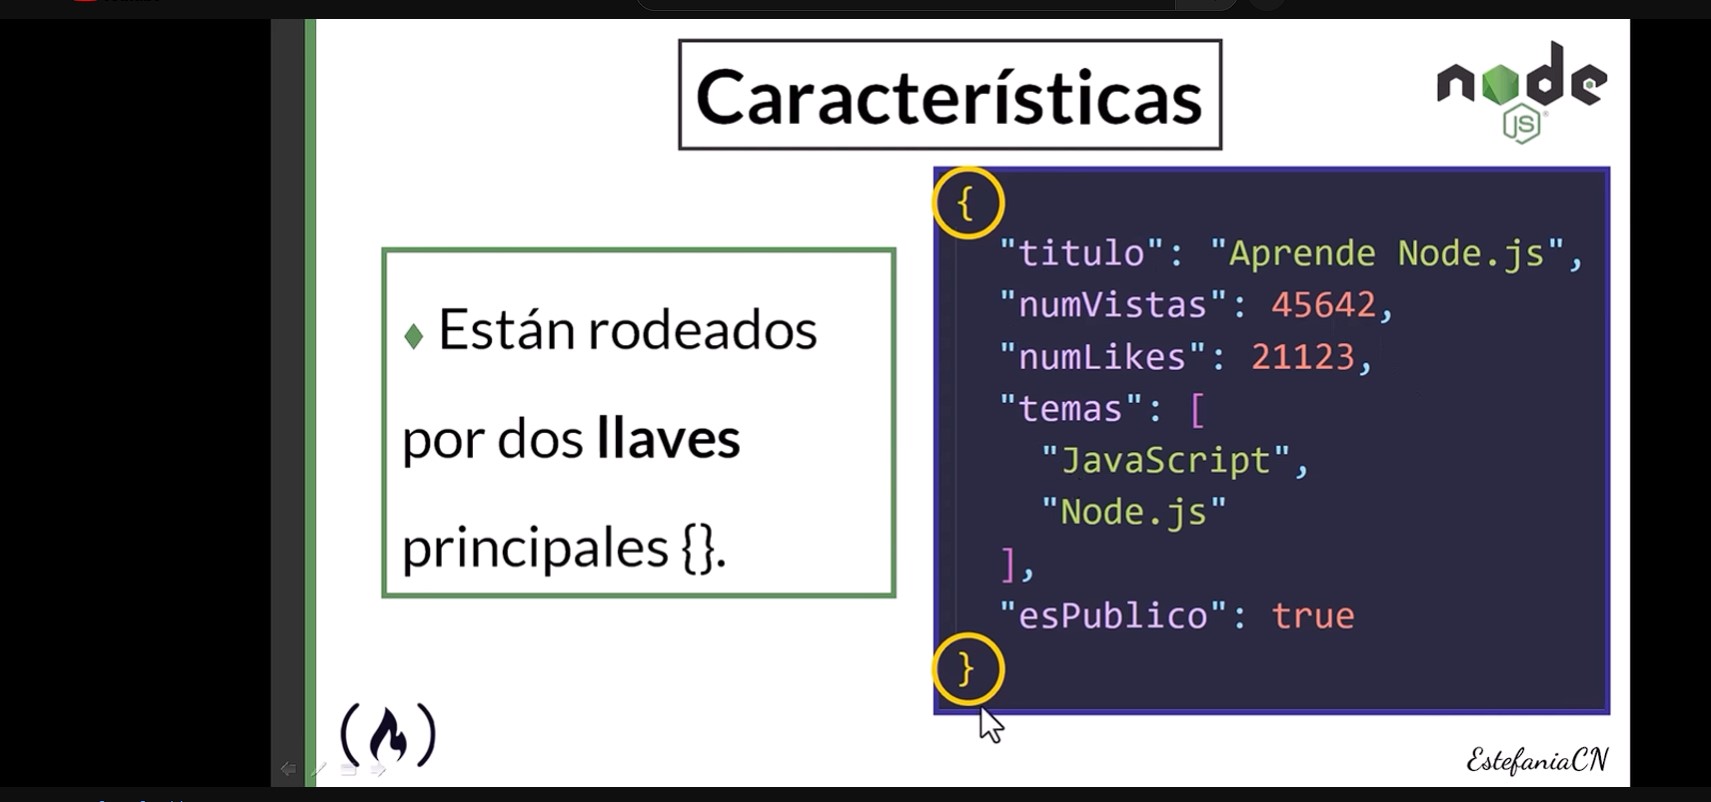 Características
node
JS
♦ Están rodeados
por dos llaves
principales {}.
{
"titulo": "Aprende Node.js",
"numVistas": 45642,
"numLikes": 21123,
"temas": [
"JavaScript",
"Node.js"
],
"esPublico": true
}
EstefaniaCN